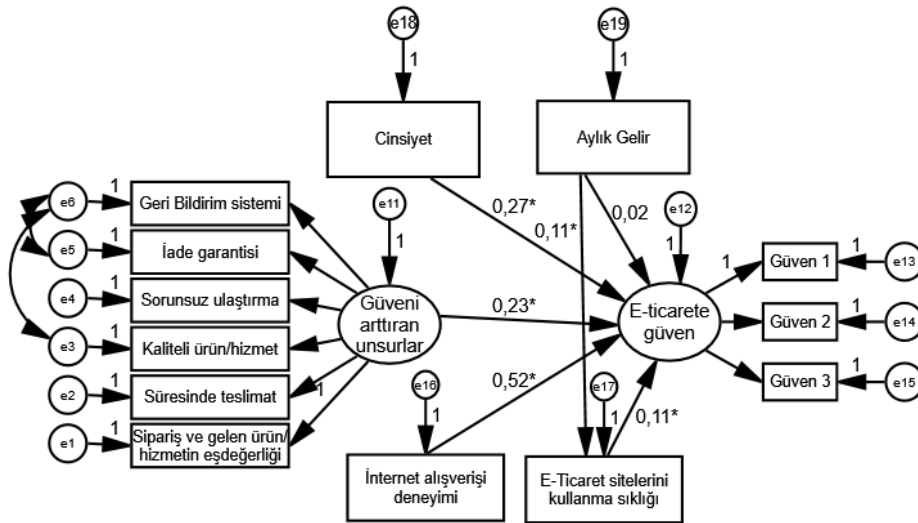 e18
e19
1
1
Cinsiyet
Aylık Gelir
e6
1
Geri Bildirim sistemi
e11
0,27*
0,11*
0,02
e12
e5
1
İade garantisi
1
1
1
Güven 1
1
e13
e4
1
Sorunsuz ulaştırma
Güveni
arttıran
unsurlar
0,23*
E-ticarete
güven
Güven 2
1
e14
e3
1
Kaliteli ürün/hizmet
Güven 3
1
e15
e2
1
Süresinde teslimat
1
e16
0,52*
e17
1
1
0,11*
e1
1
Sipariş ve gelen ürün/
hizmetin eşdeğerliği
İnternet alışverişi
deneyimi
E-Ticaret sitelerini
kullanma sıklığı